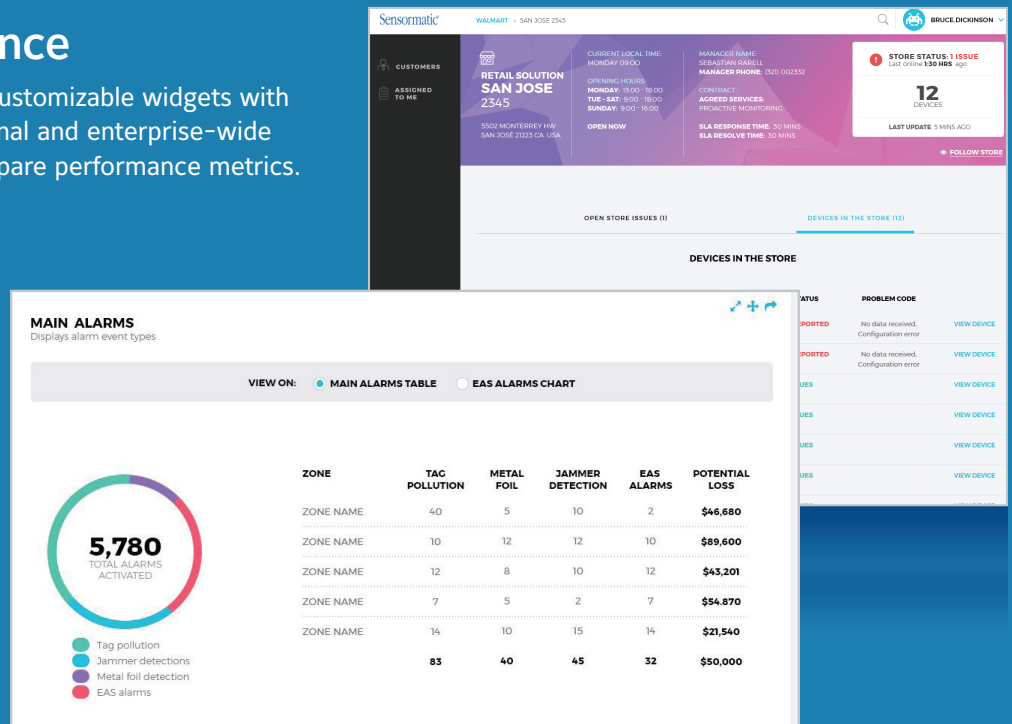 nce
ustomizable widgets with
nal and enterprise-wide
pare performance metrics.
Sensormatic
WALMART › SAN JOSE 2345
BRUCE.DICKINSON
CUSTOMERS
ASSIGNED
TO ME
RETAIL SOLUTION
SAN JOSE
2345
5502 MONTERREY HW
SAN JOSÉ 21223 CA. USA
CURRENT LOCAL TIME:
MONDAY 09:00
OPENING HOURS:
MONDAY: 13:00 - 18:00
TUE - SAT: 9:00 - 18:00
SUNDAY: 9:00 - 16:00
OPEN NOW
MANAGER NAME:
SEBASTIAN RARELL
MANAGER PHONE: (321) 002332
CONTRACT:
AGREED SERVICES:
PROACTIVE MONITORING
SLA RESPONSE TIME: 30 MINS
SLA RESOLVE TIME: 30 MINS
STORE STATUS: 1 ISSUE
Last online 1:30 HRS ago
12
DEVICES
LAST UPDATE 5 MINS AGO
FOLLOW STORE
OPEN STORE ISSUES (1)
DEVICES IN THE STORE (12)
DEVICES IN THE STORE
ATUS PROBLEM CODE
PORTED No data received, VIEW DEVICE
Configuration error
PORTED No data received, VIEW DEVICE
Configuration error
UES VIEW DEVICE
UES VIEW DEVICE
UES VIEW DEVICE
UES VIEW DEVICE
MAIN ALARMS
Displays alarm event types
VIEW ON: MAIN ALARMS TABLE EAS ALARMS CHART
5,780
TOTAL ALARMS
ACTIVATED
Tag pollution
Jammer detections
Metal foil detection
EAS alarms
ZONE TAG METAL JAMMER EAS POTENTIAL
POLLUTION FOIL DETECTION ALARMS LOSS
ZONE NAME 40 5 10 2 $46,680
ZONE NAME 10 12 12 10 $89,600
ZONE NAME 12 8 10 12 $43,201
ZONE NAME 7 5 2 7 $54.870
ZONE NAME 14 10 15 14 $21,540
83 40 45 32 $50,000